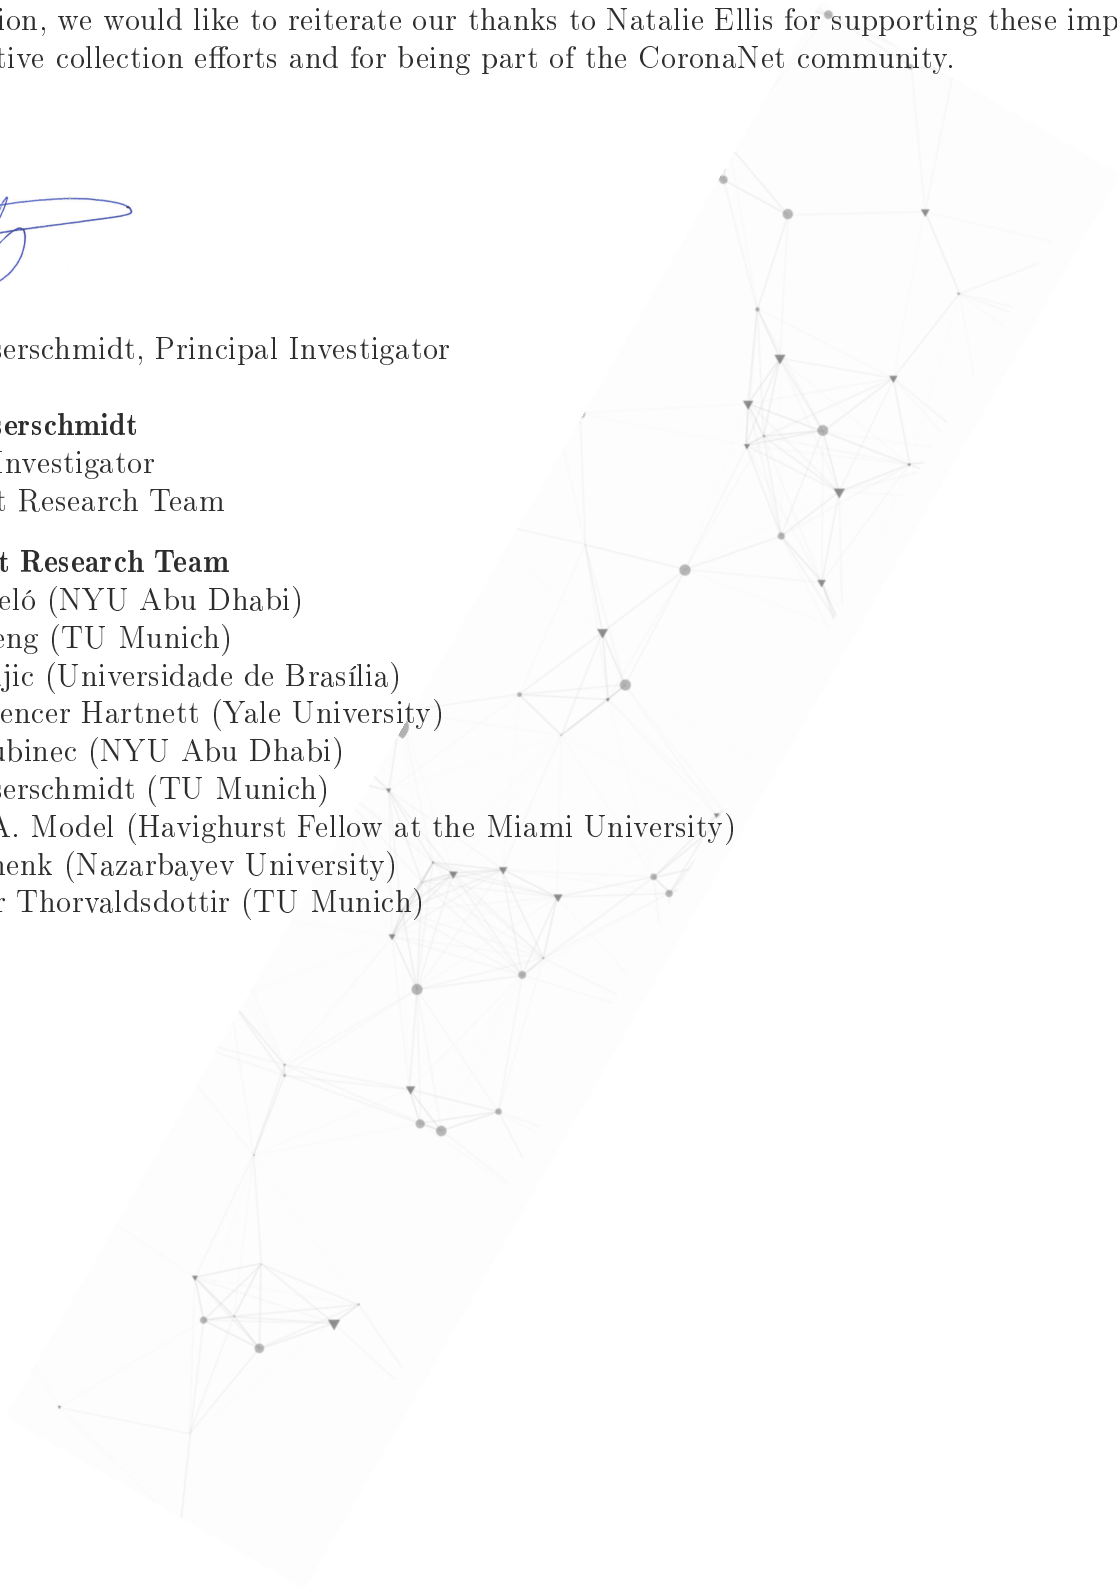 ion, we would like to reiterate our thanks to Natalie Ellis for supporting these imp
tive collection efforts and for being part of the CoronaNet community.
serschmidt, Principal Investigator
serschmidt
Investigator
t Research Team
t Research Team
eló (NYU Abu Dhabi)
eng (TU Munich)
jic (Universidade de Brasília)
encer Hartnett (Yale University)
ubinec (NYU Abu Dhabi)
serschmidt (TU Munich)
A. Model (Havighurst Fellow at the Miami University)
henk (Nazarbayev University)
r Thorvaldsdottir (TU Munich)